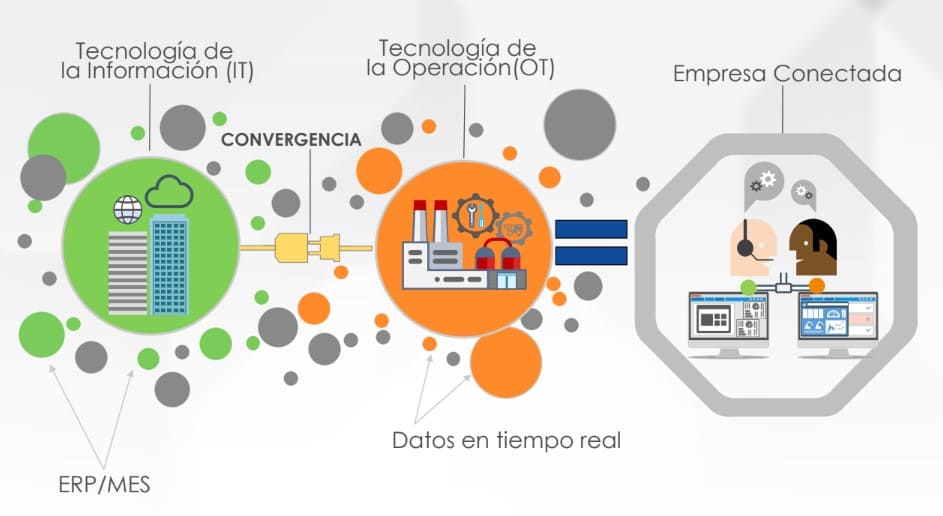 Tecnología de
la Información (IT)
Tecnología de
la Operación(OT)
Empresa Conectada
CONVERGENCIA
Datos en tiempo real
ERP/MES